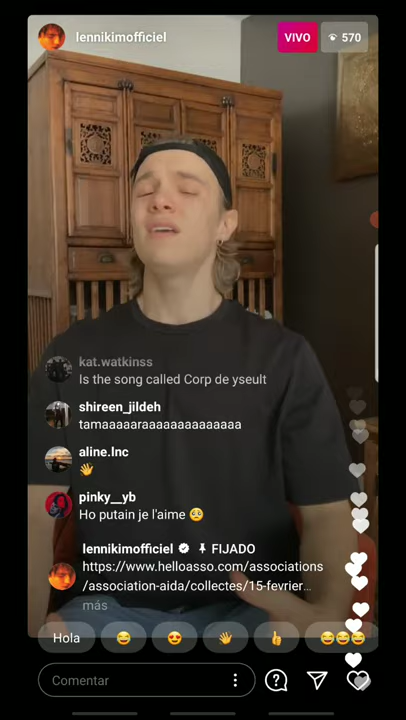 lennikimofficiel
VIVO
570
kat.watkinss
Is the song called Corp de yseult
shireen_jildeh
tamaaaaaraaaaaaaaaaaaaaa
aline.lnc
👋
pinky__yb
Ho putain je l'aime 🥺
lennikimofficiel FIJADO
https://www.helloasso.com/associations
/association-aida/collectes/15-fevrier...
más
Hola 😂 😍 👋 👍 😂😂😂
Comentar